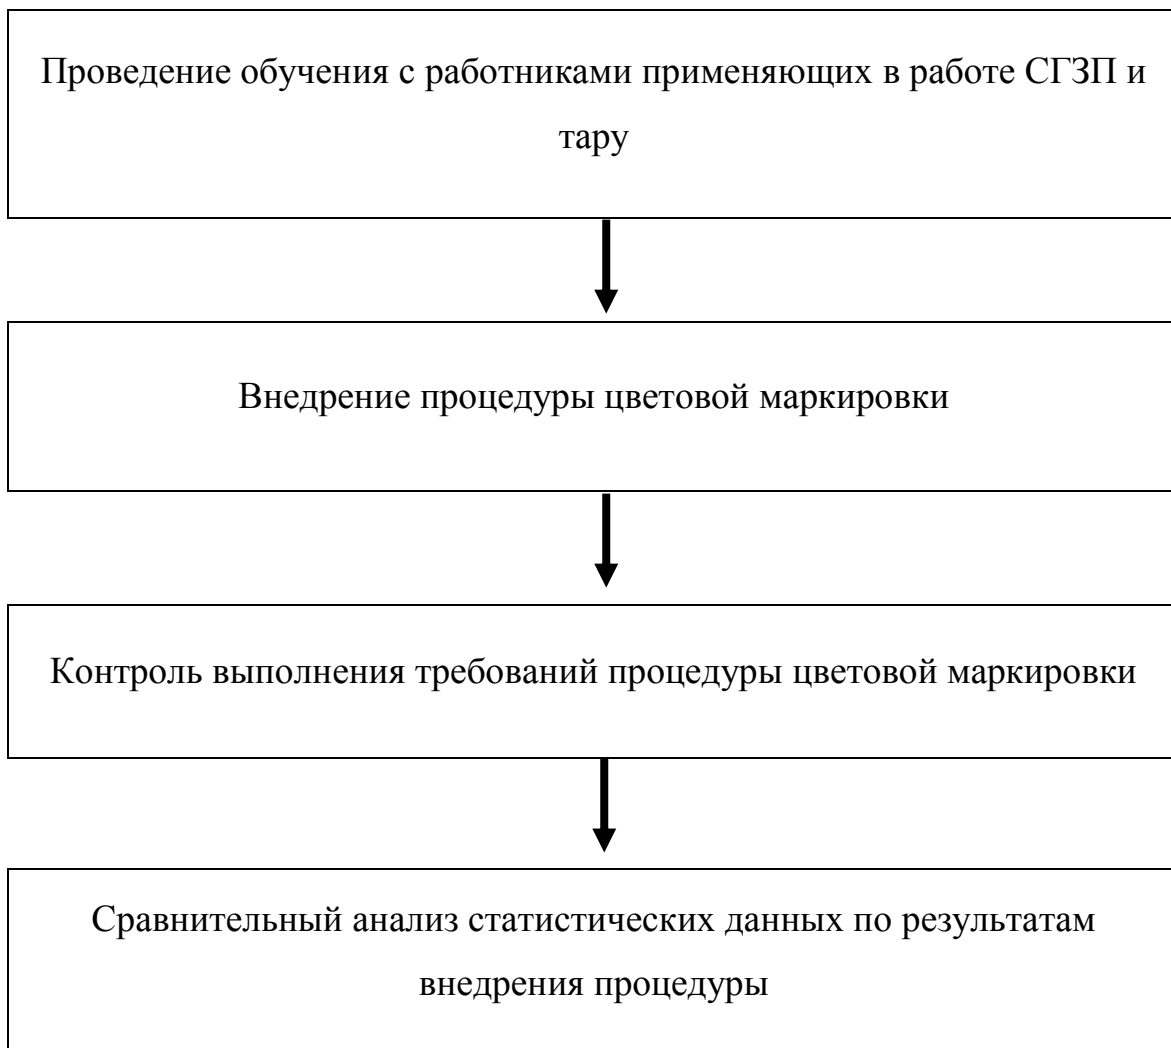 Проведение обучения с работниками применяющих в работе СГЗП и
тару
Внедрение процедуры цветовой маркировки
Контроль выполнения требований процедуры цветовой маркировки
Сравнительный анализ статистических данных по результатам
внедрения процедуры